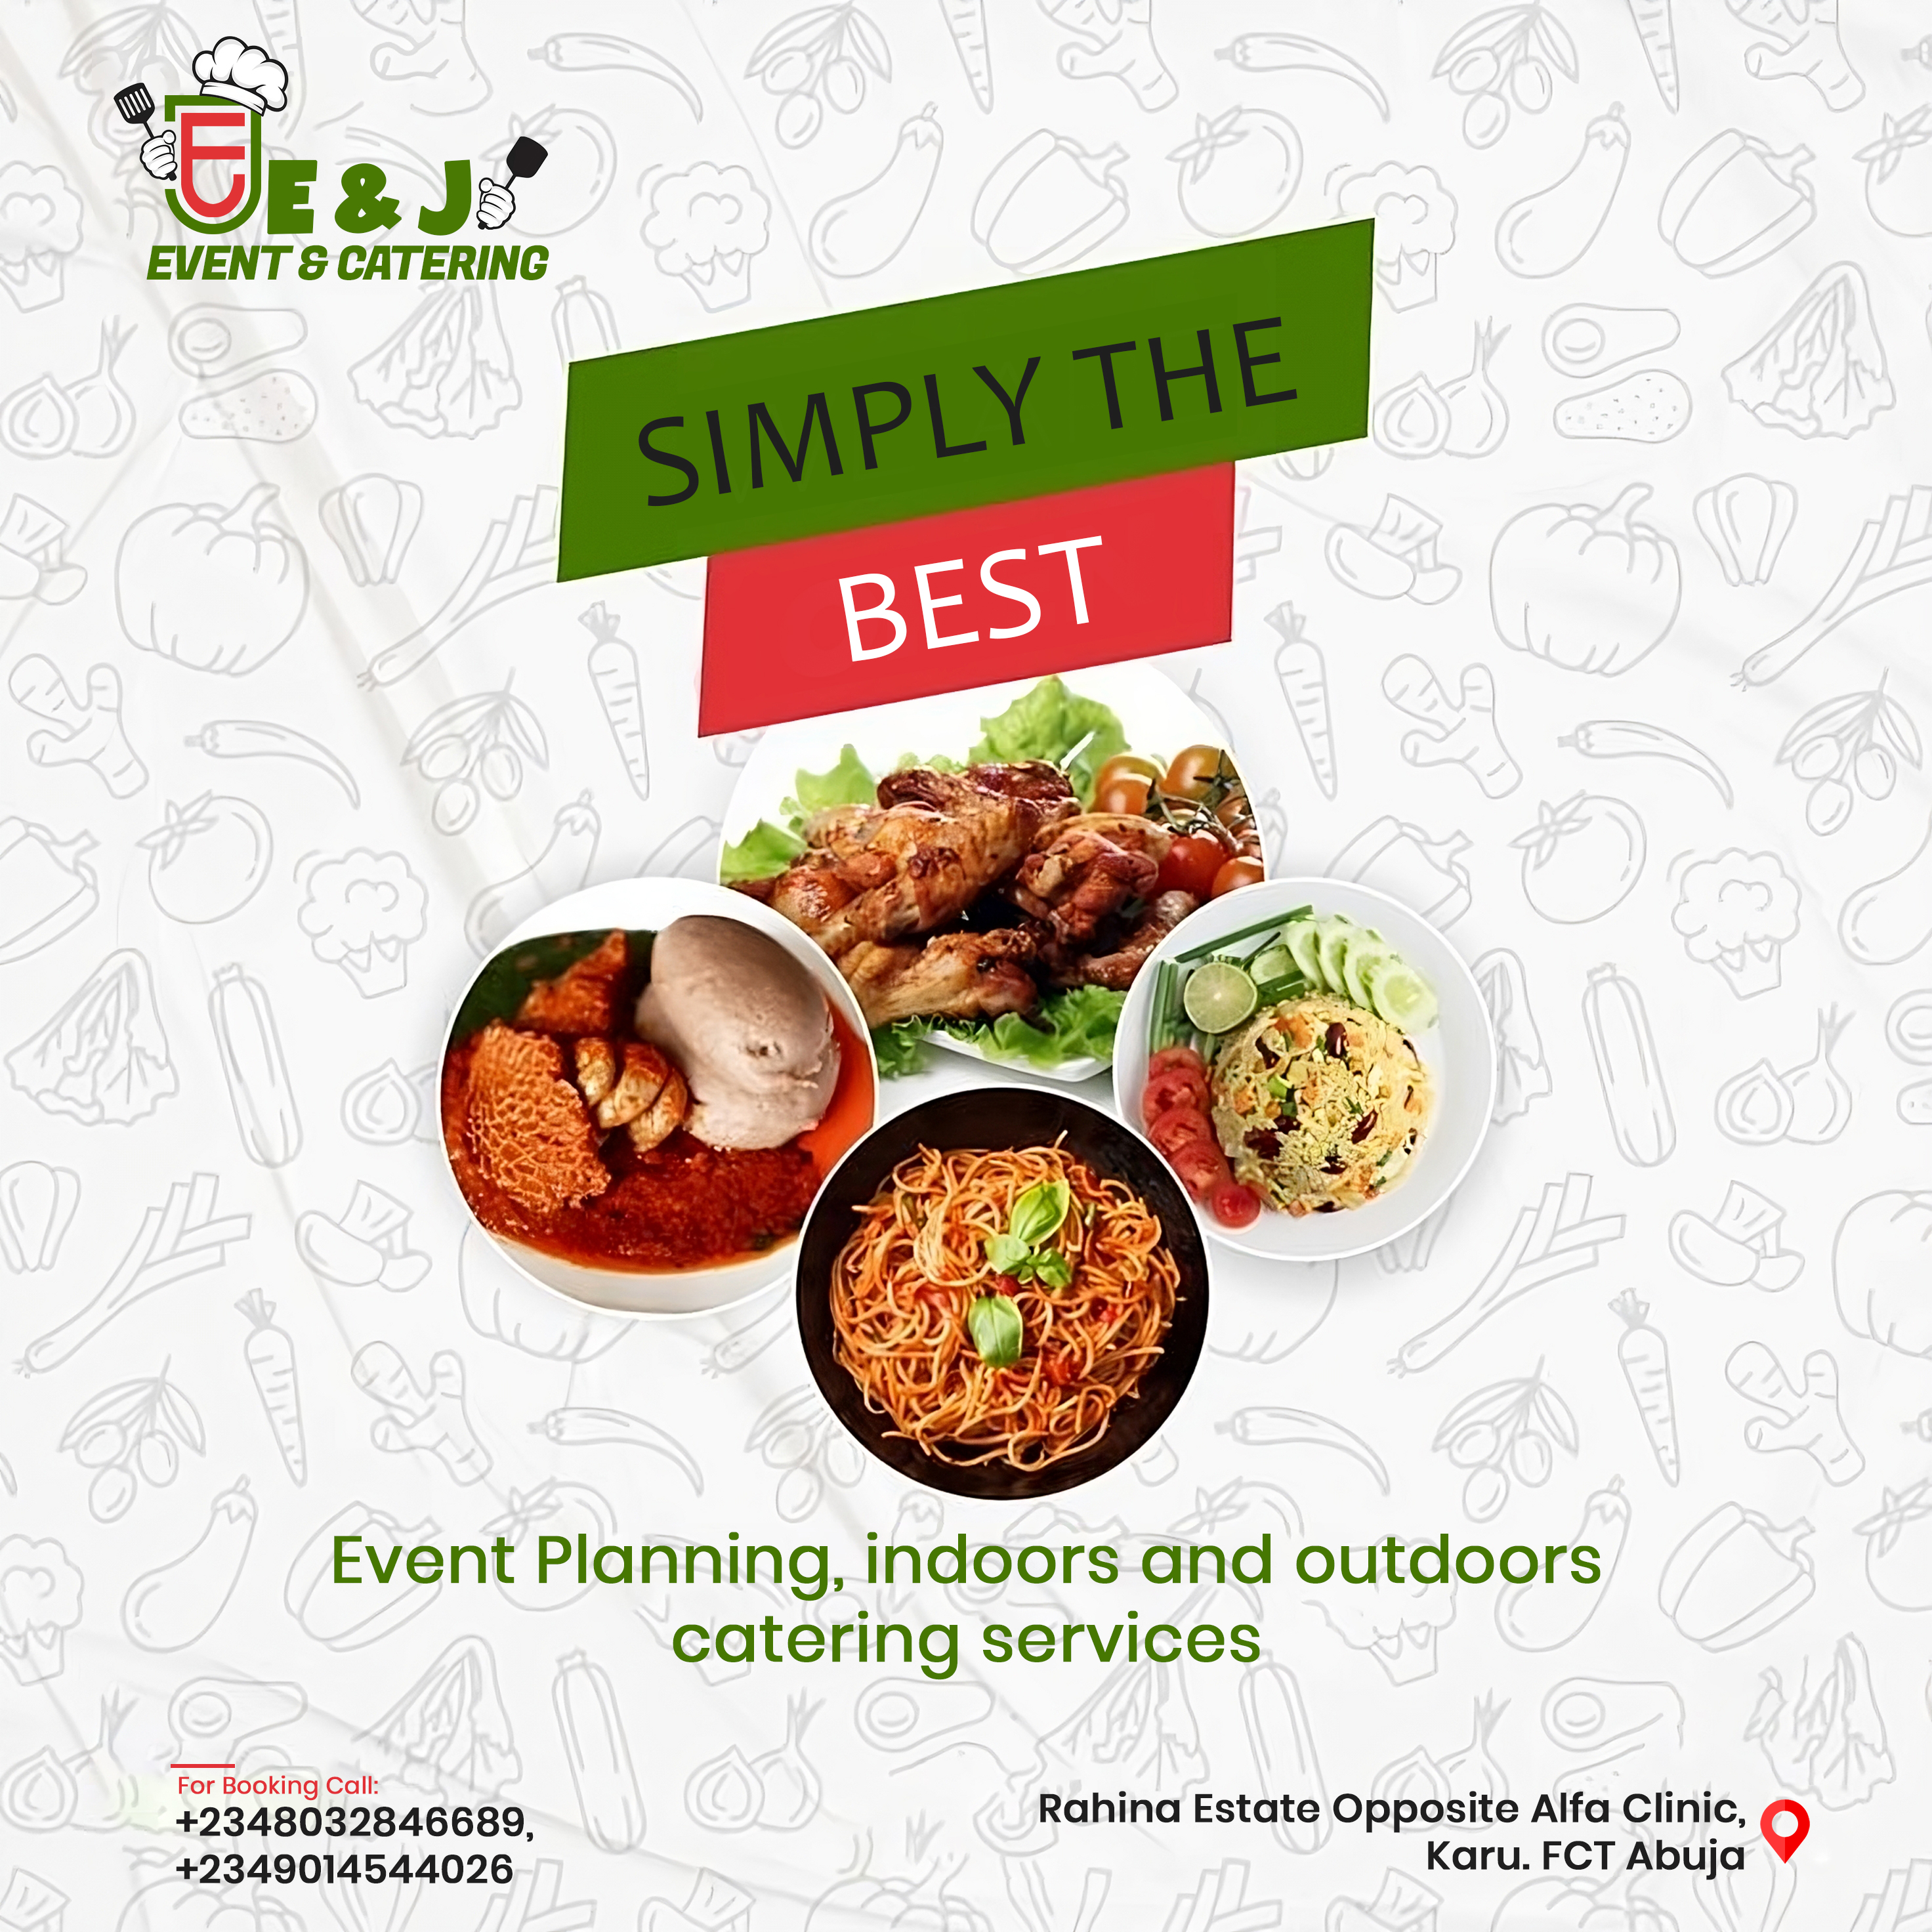 E & J
EVENT & CATERING
SIMPLY THE
BEST
Event Planning, indoors and outdoors
catering services
For Booking Call:
+2348032846689,
+2349014544026
Rahina Estate Opposite Alfa Clinic,
Karu. FCT Abuja